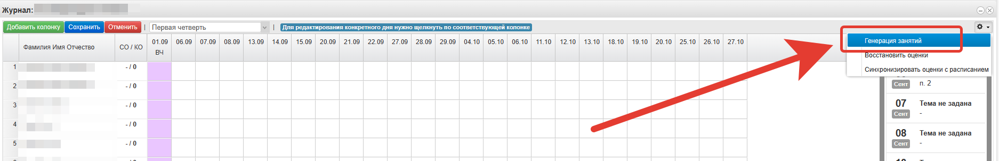 Журнал:
Добавить колонку Сохранить Отменить | Первая четверть | Для редактирования конкретного дня нужно щелкнуть по соответствующей колонке
Фамилия Имя Отчество СО / КО 01.09 06.09 07.09 08.09 13.09 14.09 15.09 20.09 21.09 22.09 27.09 28.09 29.09 04.10 05.10 06.10 11.10 12.10 13.10 18.10 19.10 20.10 25.10 26.10 27.10
ВЧ
Генерация занятий
Восстановить оценки
Синхронизировать оценки с расписанием
1 - / 0
2 - / 0
3 - / 0
4 - / 0
5 - / 0
Сент п. 2
07 Тема не задана
Сент -
08 Тема не задана
Сент -